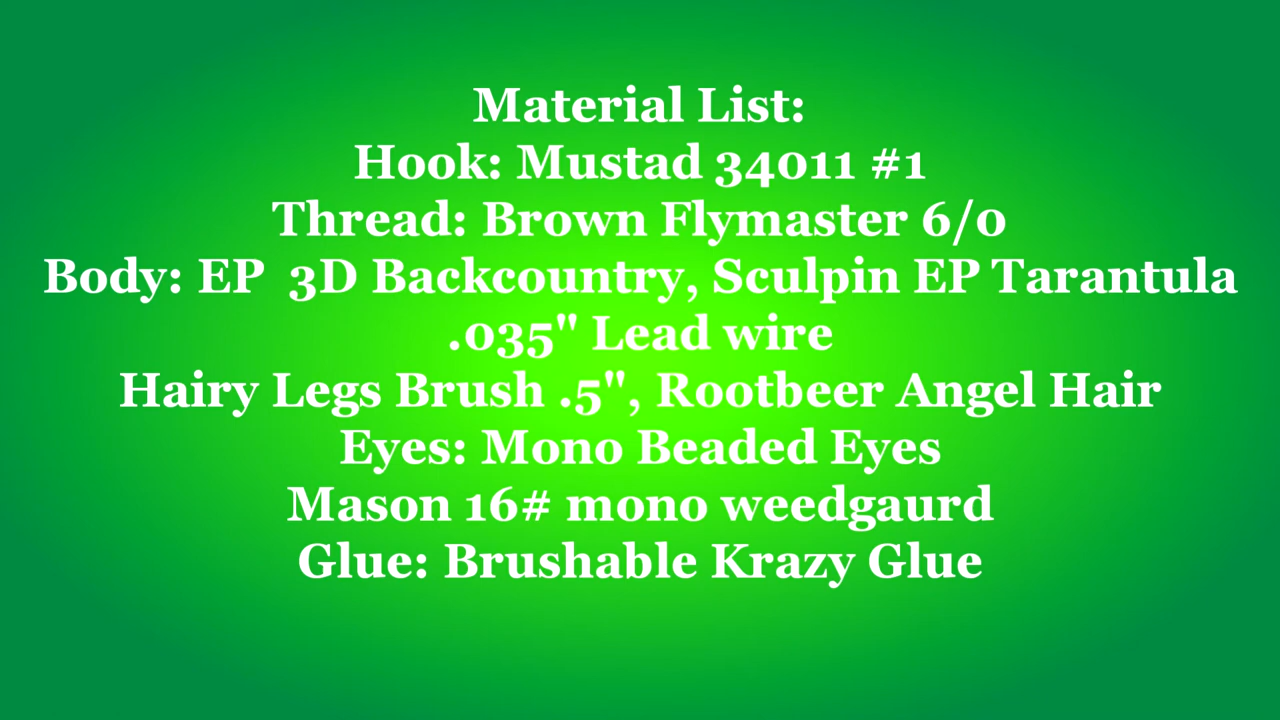 Material List:
Hook: Mustad 34011 #1
Thread: Brown Flymaster 6/0
Body: EP  3D Backcountry, Sculpin EP Tarantula
.035" Lead wire
Hairy Legs Brush .5", Rootbeer Angel Hair
Eyes: Mono Beaded Eyes
Mason 16# mono weedgaurd
Glue: Brushable Krazy Glue